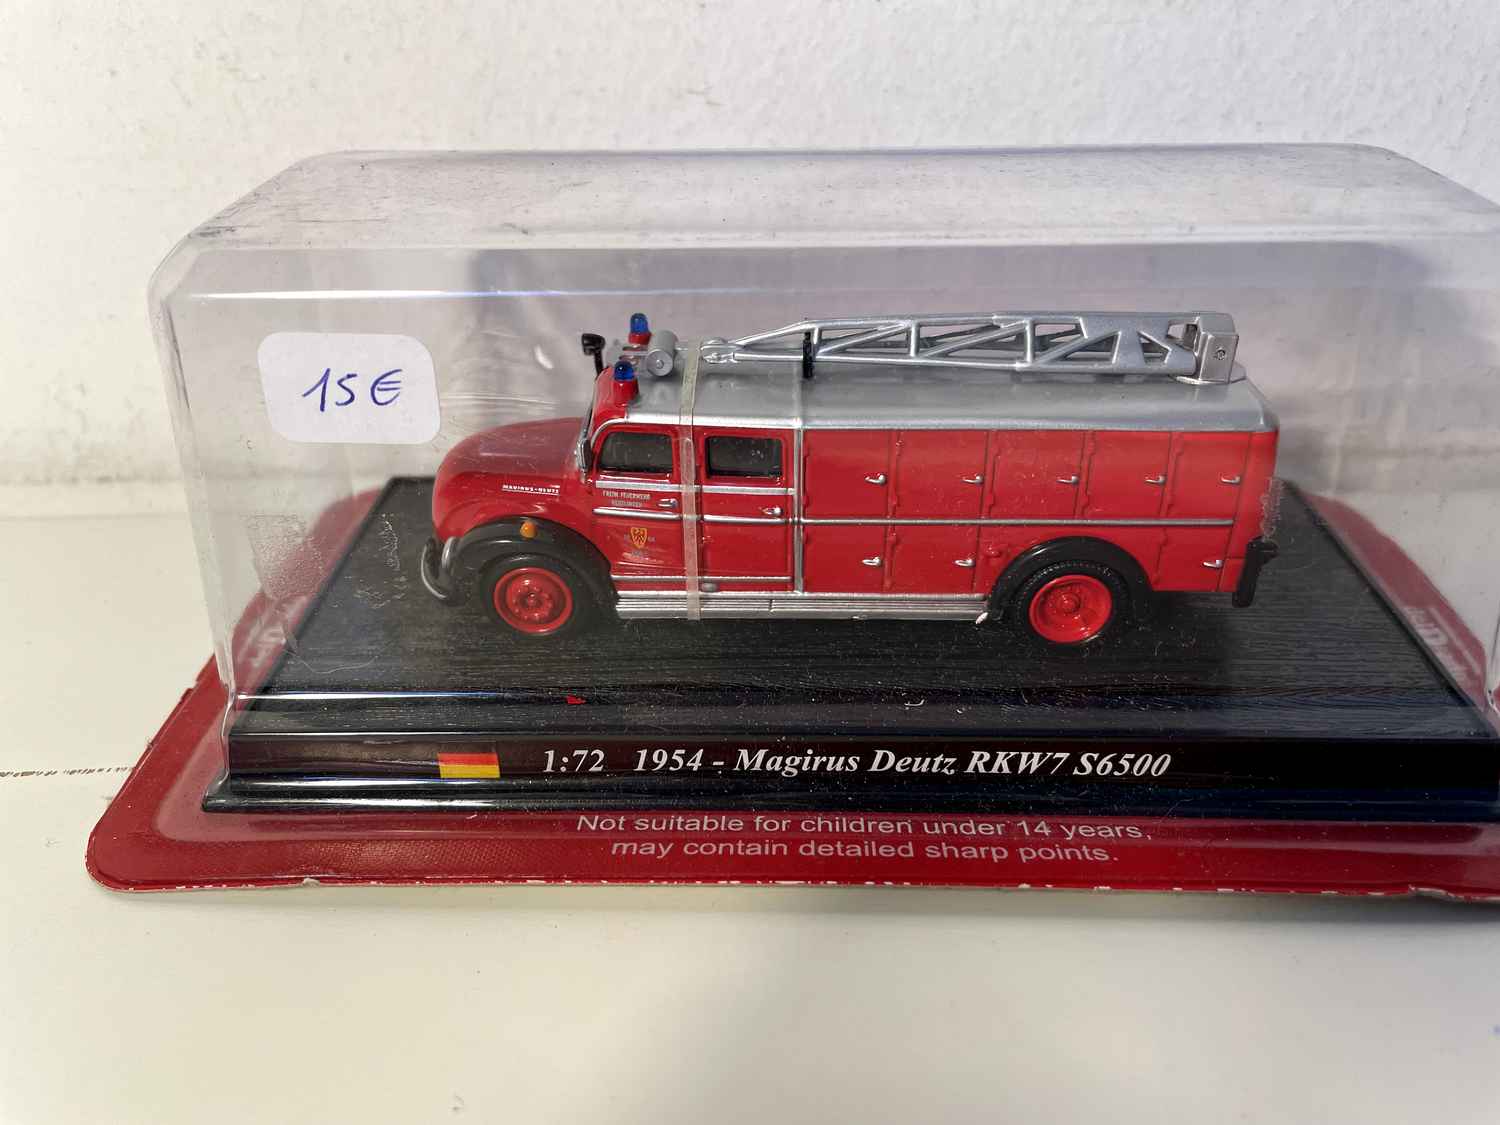 15€
MAGIRUS-DEUTZ
FREIW. FEUERWEHR
1:72 1954 - Magirus Deutz RKW7 S6500
Not suitable for children under 14 years,
may contain detailed sharp points.